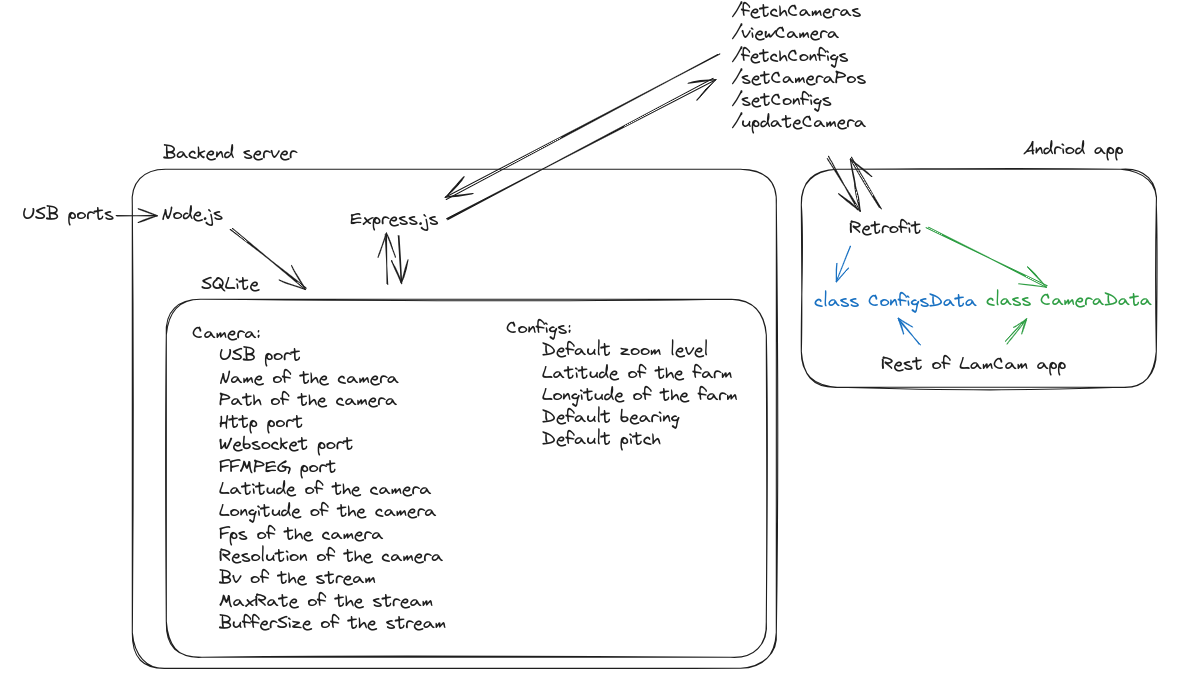 /fetchCameras
/viewCamera
/fetchConfigs
/setCameraPos
/setConfigs
/updateCamera
Backend server
USB ports
Node.js
Express.js
SQLite
Camera:
USB port
Name of the camera
Path of the camera
Http port
Websocket port
FFMPEG port
Latitude of the camera
Longitude of the camera
Fps of the camera
Resolution of the camera
Bv of the stream
MaxRate of the stream
BufferSize of the stream
Configs:
Default zoom level
Latitude of the farm
Longitude of the farm
Default bearing
Default pitch
Andriod app
Retrofit
class ConfigsData
class CameraData
Rest of LamCam app